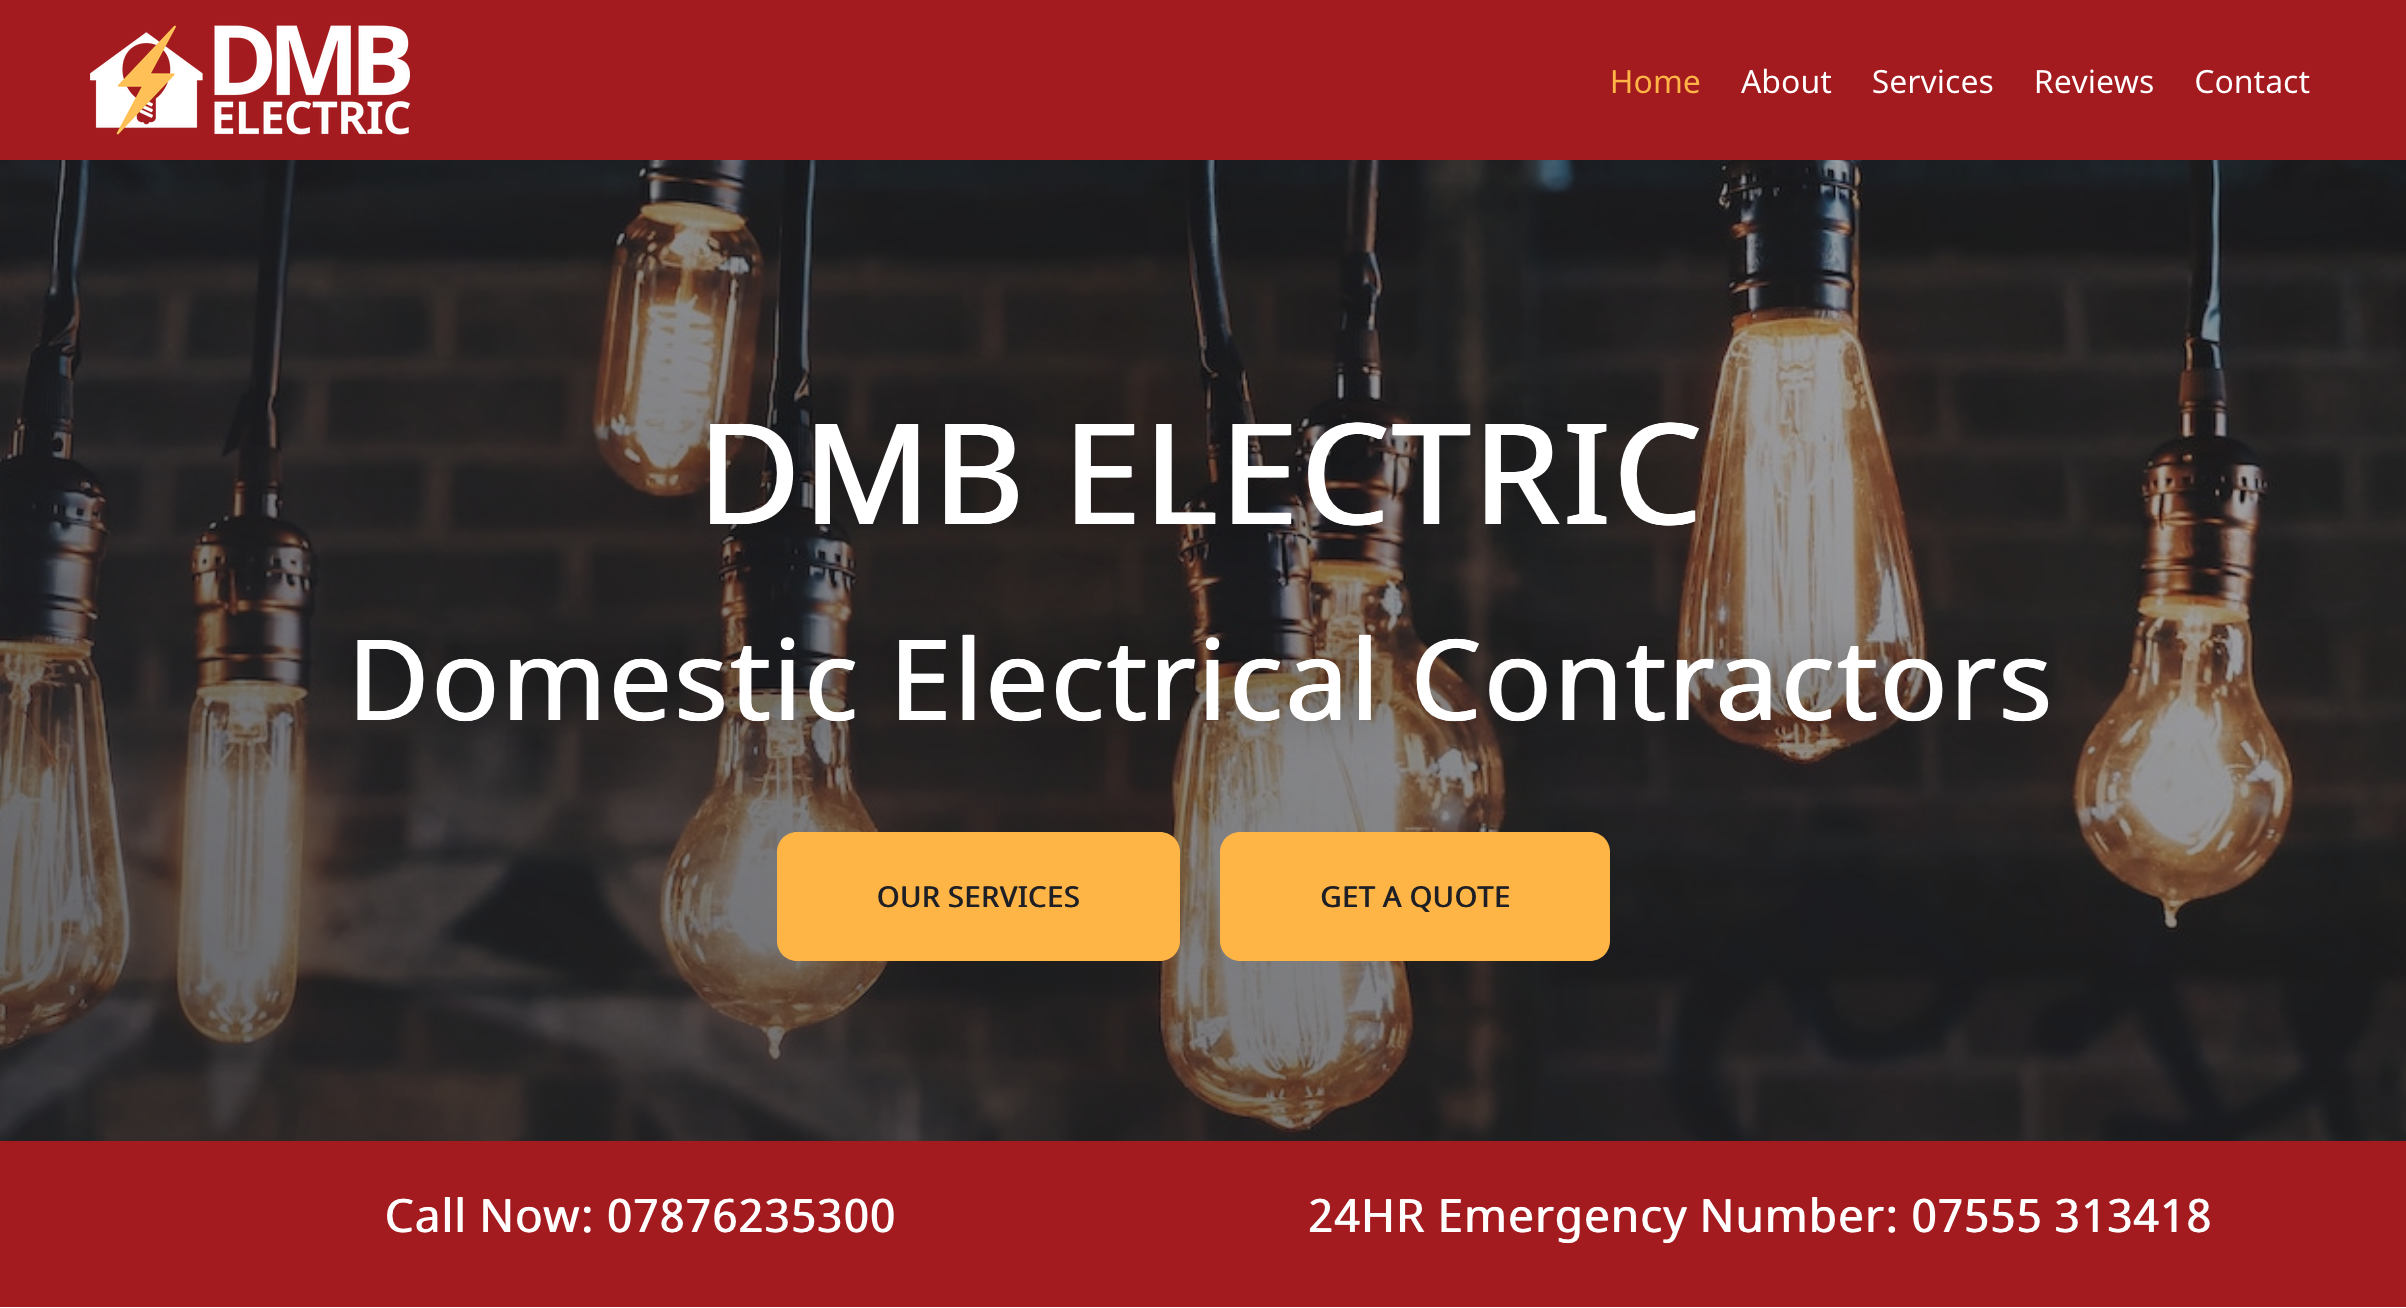 DMB
ELECTRIC
Home About Services Reviews Contact
DMB ELECTRIC
Domestic Electrical Contractors
OUR SERVICES GET A QUOTE
Call Now: 07876235300 24HR Emergency Number: 07555 313418